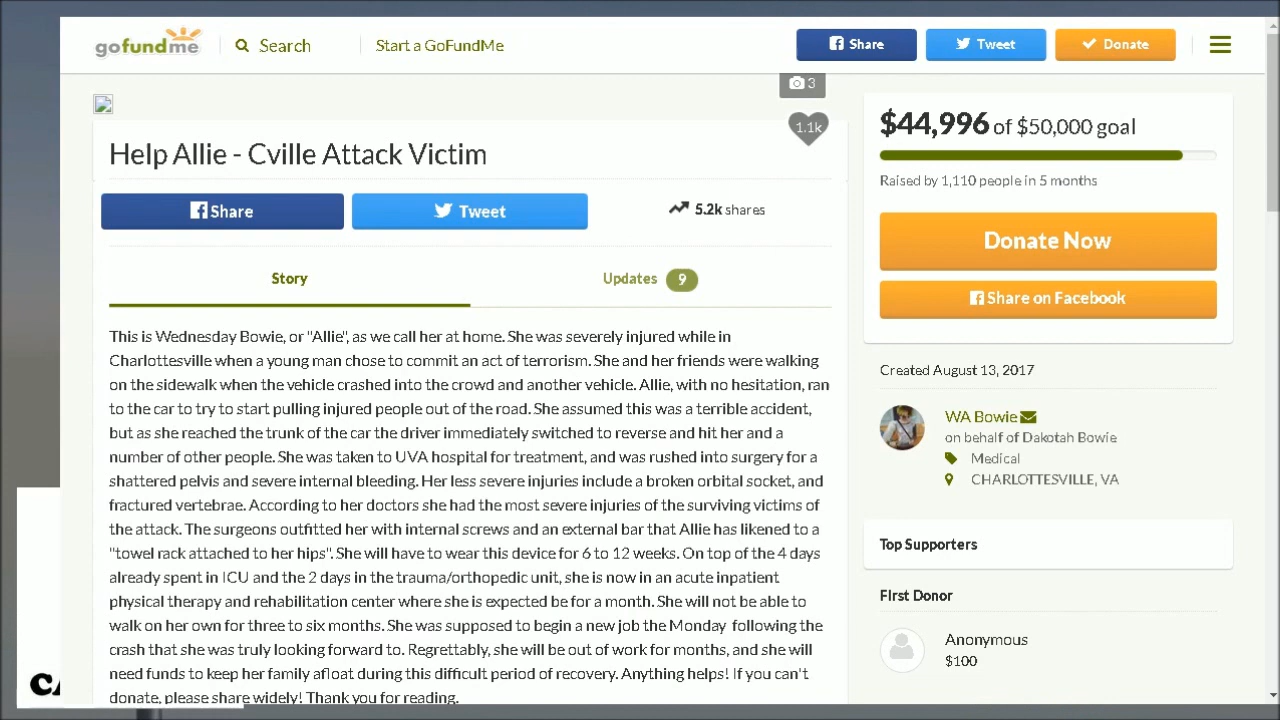 gofundme
Search
Start a GoFundMe
Share
Tweet
Donate
3
1.1k
Help Allie - Cville Attack Victim
Share
Tweet
5.2k shares
Story
Updates 9
This is Wednesday Bowie, or "Allie", as we call her at home. She was severely injured while in
Charlottesville when a young man chose to commit an act of terrorism. She and her friends were walking
on the sidewalk when the vehicle crashed into the crowd and another vehicle. Allie, with no hesitation, ran
to the car to try to start pulling injured people out of the road. She assumed this was a terrible accident,
but as she reached the trunk of the car the driver immediately switched to reverse and hit her and a
number of other people. She was taken to UVA hospital for treatment, and was rushed into surgery for a
shattered pelvis and severe internal bleeding. Her less severe injuries include a broken orbital socket, and
fractured vertebrae. According to her doctors she had the most severe injuries of the surviving victims of
the attack. The surgeons outfitted her with internal screws and an external bar that Allie has likened to a
"towel rack attached to her hips". She will have to wear this device for 6 to 12 weeks. On top of the 4 days
already spent in ICU and the 2 days in the trauma/orthopedic unit, she is now in an acute inpatient
physical therapy and rehabilitation center where she is expected be for a month. She will not be able to
walk on her own for three to six months. She was supposed to begin a new job the Monday following the
crash that she was truly looking forward to. Regrettably, she will be out of work for months, and she will
need funds to keep her family afloat during this difficult period of recovery. Anything helps! If you can't
donate, please share widely! Thank you for reading.
$44,996 of $50,000 goal
Raised by 1,110 people in 5 months
Donate Now
Share on Facebook
Created August 13, 2017
WA Bowie
on behalf of Dakotah Bowie
Medical
CHARLOTTESVILLE, VA
Top Supporters
First Donor
Anonymous
$100